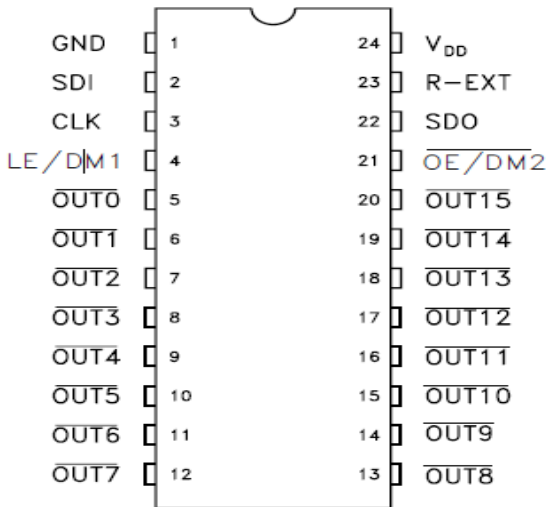 GND 1 24 VDD
SDI 2 23 R-EXT
CLK 3 22 SDO
LE/DM1 4 21 OE/DM2
OUT0 5 20 OUT15
OUT1 6 19 OUT14
OUT2 7 18 OUT13
OUT3 8 17 OUT12
OUT4 9 16 OUT11
OUT5 10 15 OUT10
OUT6 11 14 OUT9
OUT7 12 13 OUT8